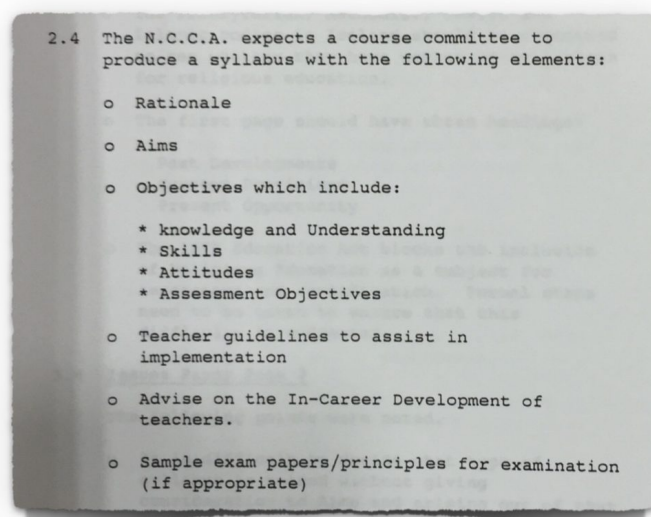 2.4 The N.C.C.A. expects a course committee to
produce a syllabus with the following elements:
o Rationale
o Aims
o Objectives which include:
* knowledge and Understanding
* Skills
* Attitudes
* Assessment Objectives
o Teacher guidelines to assist in
implementation
o Advise on the In-Career Development of
teachers.
o Sample exam papers/principles for examination
(if appropriate)